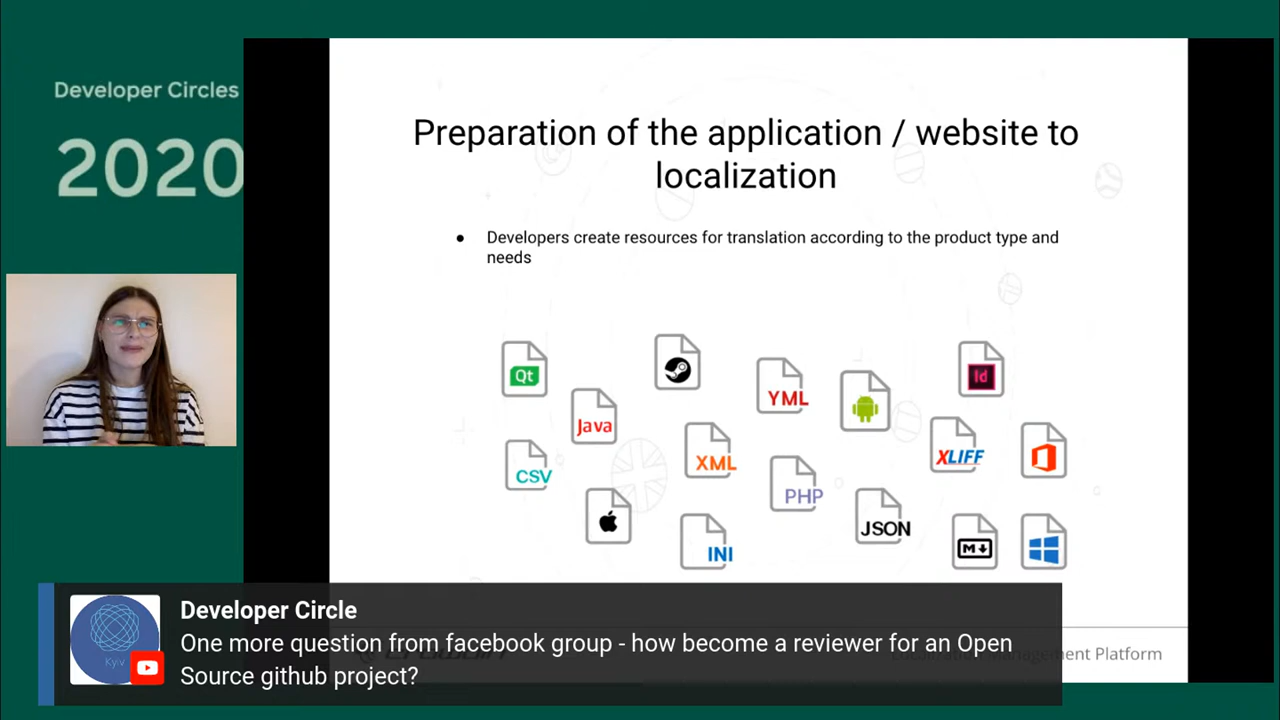 Developer Circles
2020
Preparation of the application / website to
localization
Developers create resources for translation according to the product type and
needs
Qt
Java
CSV
XML
INI
YML
PHP
JSON
XLIFF
Id
Developer Circle
One more question from facebook group - how become a reviewer for an Open
Source github project?
Kyiv
Management Platform